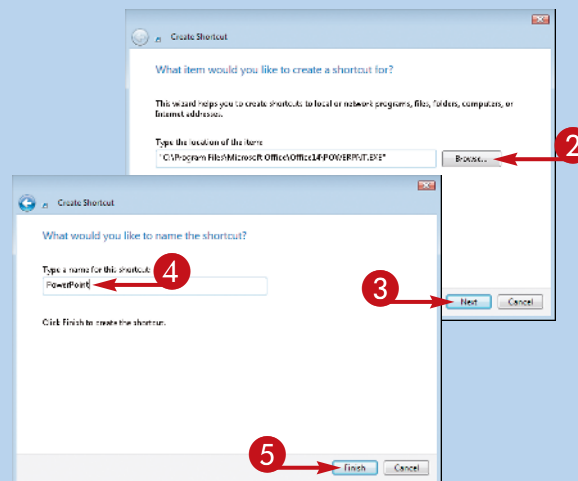 Create Shortcut
What item would you like to create a shortcut for?
This wizard helps you to create shortcuts to local or network programs, files, folders, computers, or
Internet addresses.
Type the location of the item:
"C:\Program Files\Microsoft Office\Office14\POWERPNT.EXE"
Browse...
2
3
Next
Cancel
Create Shortcut
What would you like to name the shortcut?
Type a name for this shortcut:
4
PowerPoint
Click Finish to create the shortcut.
5
Finish
Cancel